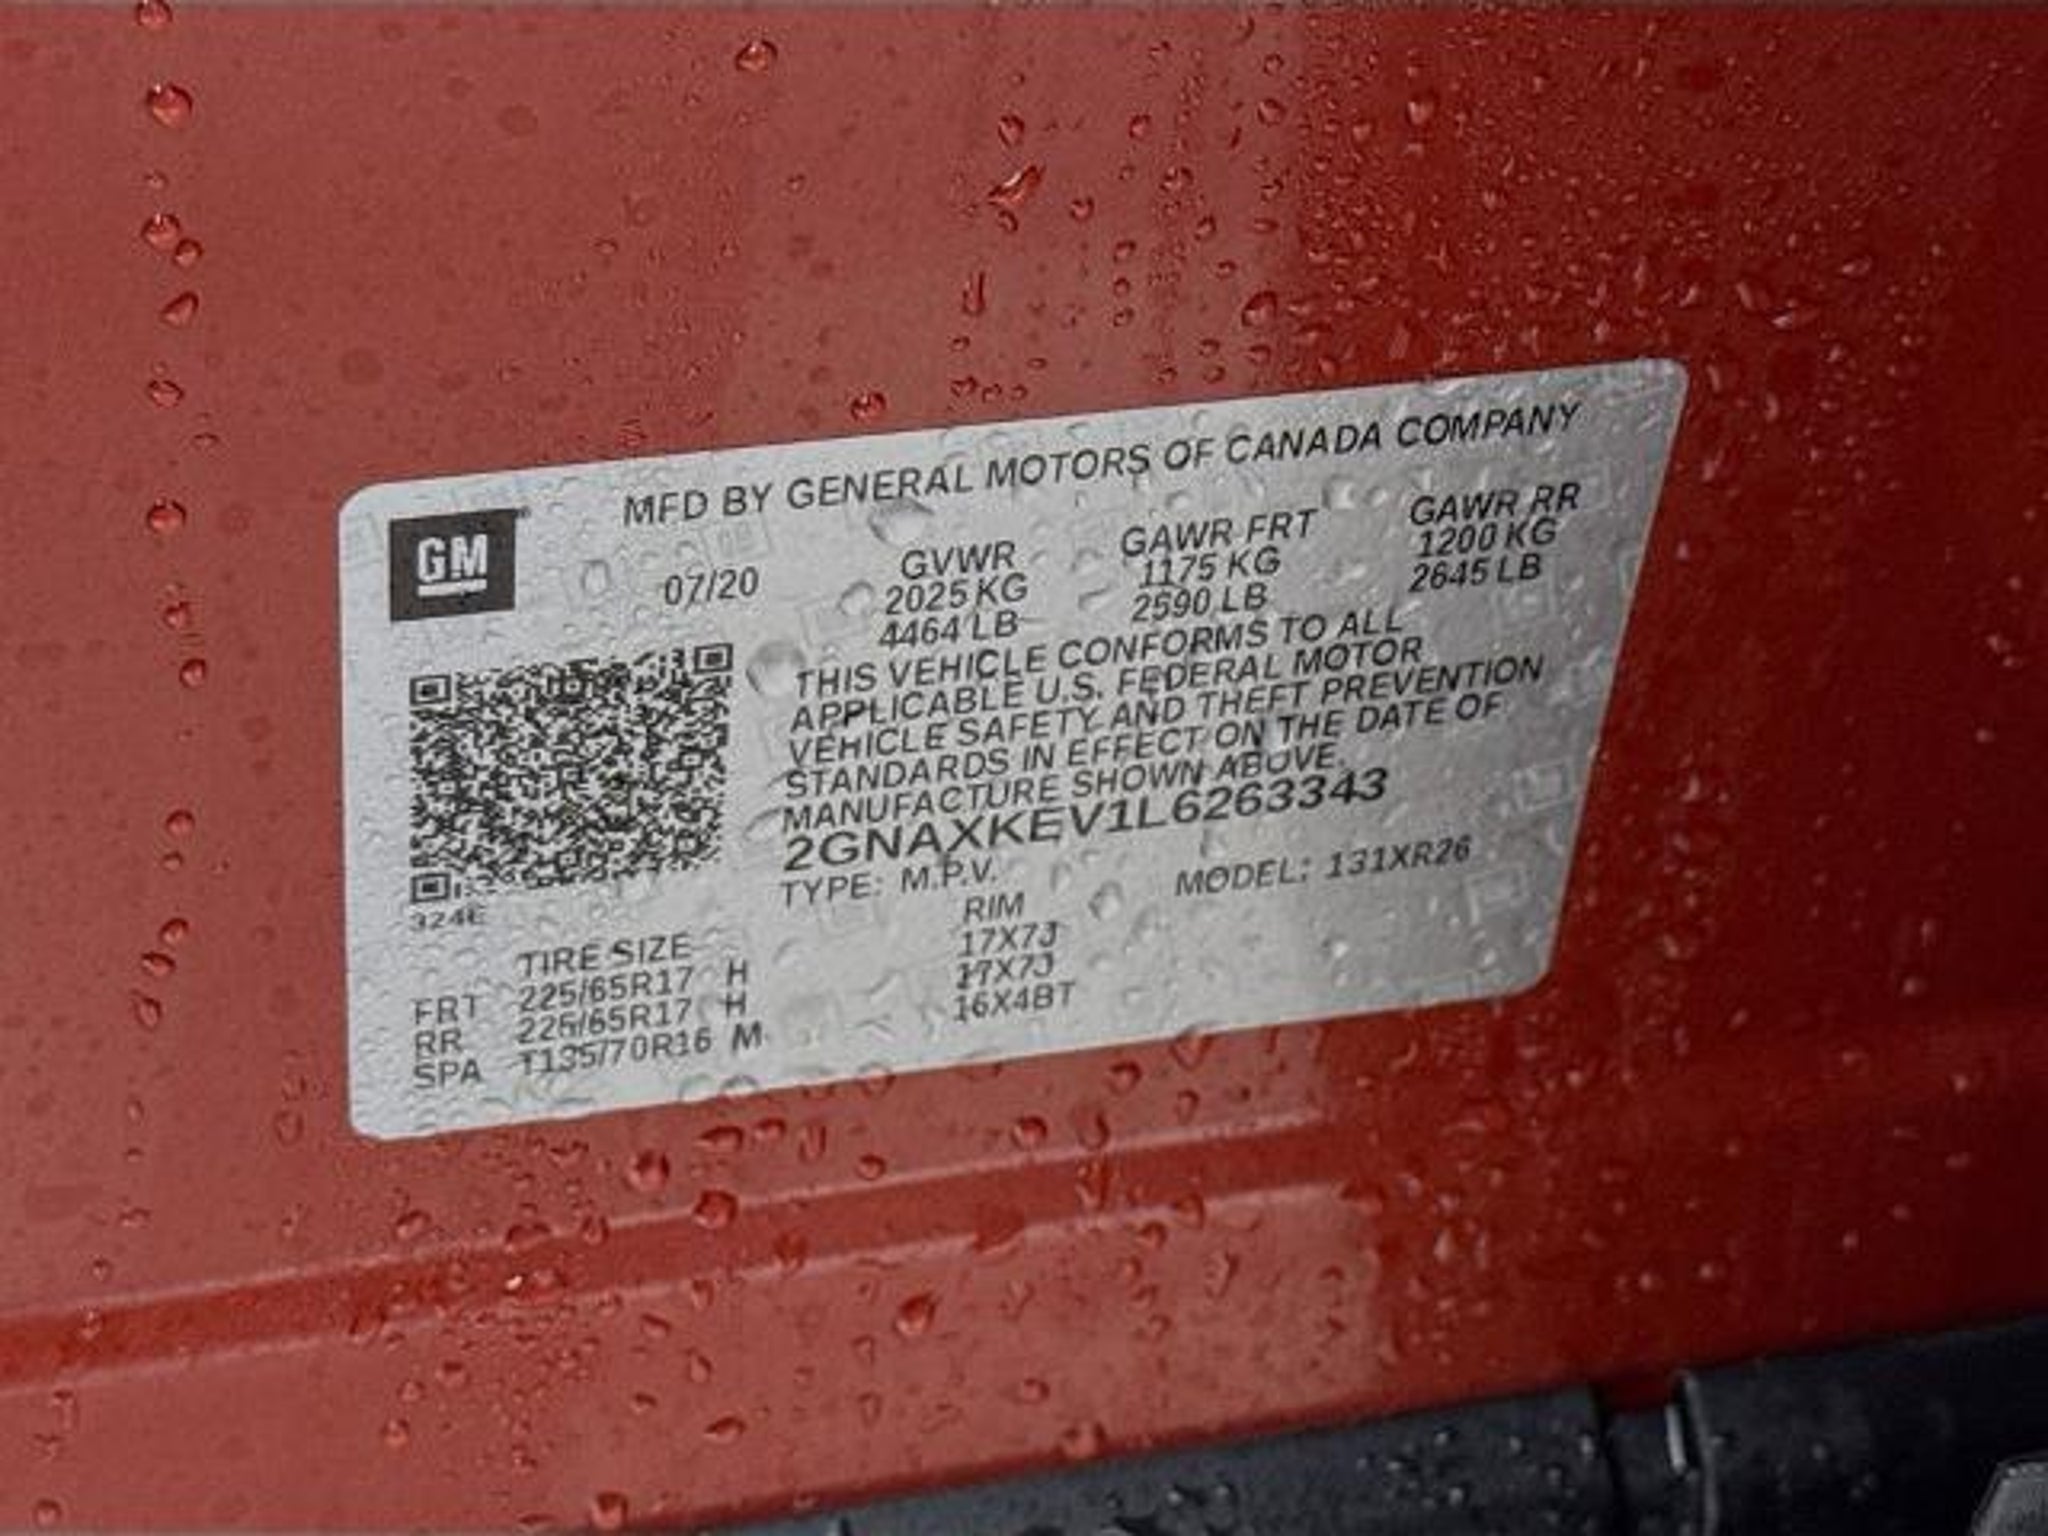 MFD BY GENERAL MOTORS OF CANADA COMPANY
GM
07/20 GVWR GAWR FRT GAWR RR
2025 KG 1175 KG 1200 KG
4464 LB 2590 LB 2645 LB
THIS VEHICLE CONFORMS TO ALL
APPLICABLE U.S. FEDERAL MOTOR
VEHICLE SAFETY AND THEFT PREVENTION
STANDARDS IN EFFECT ON THE DATE OF
MANUFACTURE SHOWN ABOVE.
2GNAXKEV1L6263343
TYPE: M.P.V. MODEL: 131XR26
324E
TIRE SIZE RIM
FRT 225/65R17 H 17X7J
RR 225/65R17 H 17X7J
SPA T135/70R16 M 16X4BT